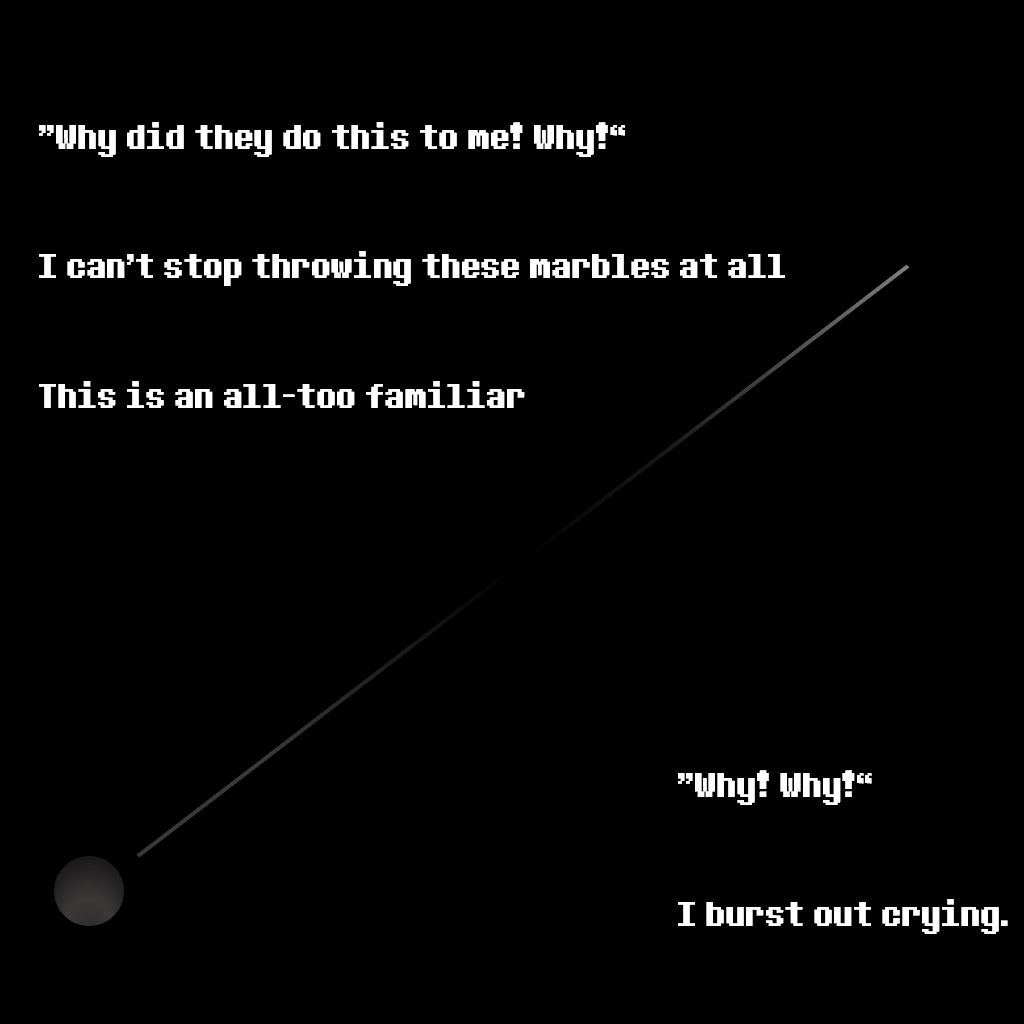 ”Why did they do this to me! Why!“
I can't stop throwing these marbles at all
This is an all-too familiar
”Why! Why!“
I burst out crying.